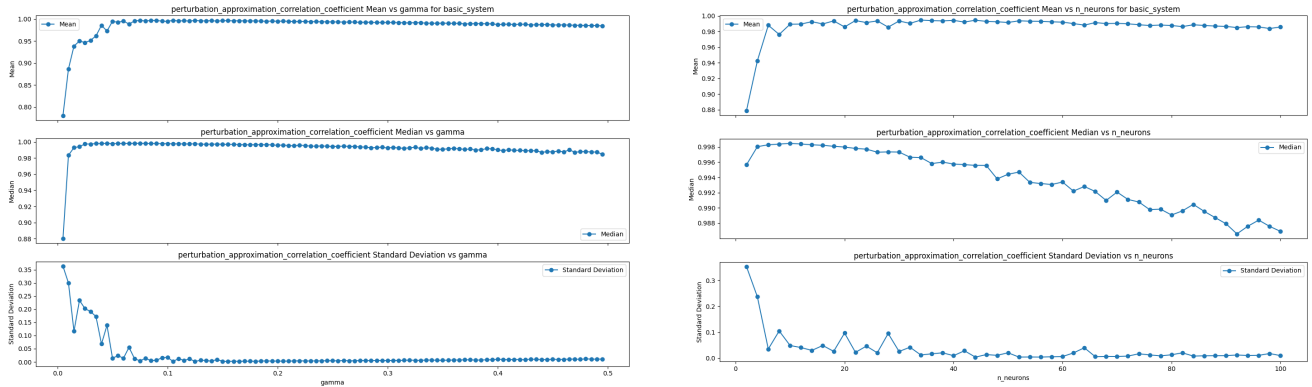 perturbation_approximation_correlation_coefficient Mean vs gamma for basic_system
1.00
0.95
0.90
0.85
0.80
Mean
Mean
perturbation_approximation_correlation_coefficient Median vs gamma
1.00
0.98
0.96
0.94
0.92
0.90
0.88
Median
Median
perturbation_approximation_correlation_coefficient Standard Deviation vs gamma
0.35
0.30
0.25
0.20
0.15
0.10
0.05
0.00
Standard Deviation
Standard Deviation
0.0 0.1 0.2 0.3 0.4 0.5
gamma
perturbation_approximation_correlation_coefficient Mean vs n_neurons for basic_system
1.00
0.98
0.96
0.94
0.92
0.90
0.88
Mean
Mean
perturbation_approximation_correlation_coefficient Median vs n_neurons
0.998
0.996
0.994
0.992
0.990
0.988
Median
Median
perturbation_approximation_correlation_coefficient Standard Deviation vs n_neurons
0.3
0.2
0.1
0.0
Standard Deviation
Standard Deviation
0 20 40 60 80 100
n_neurons